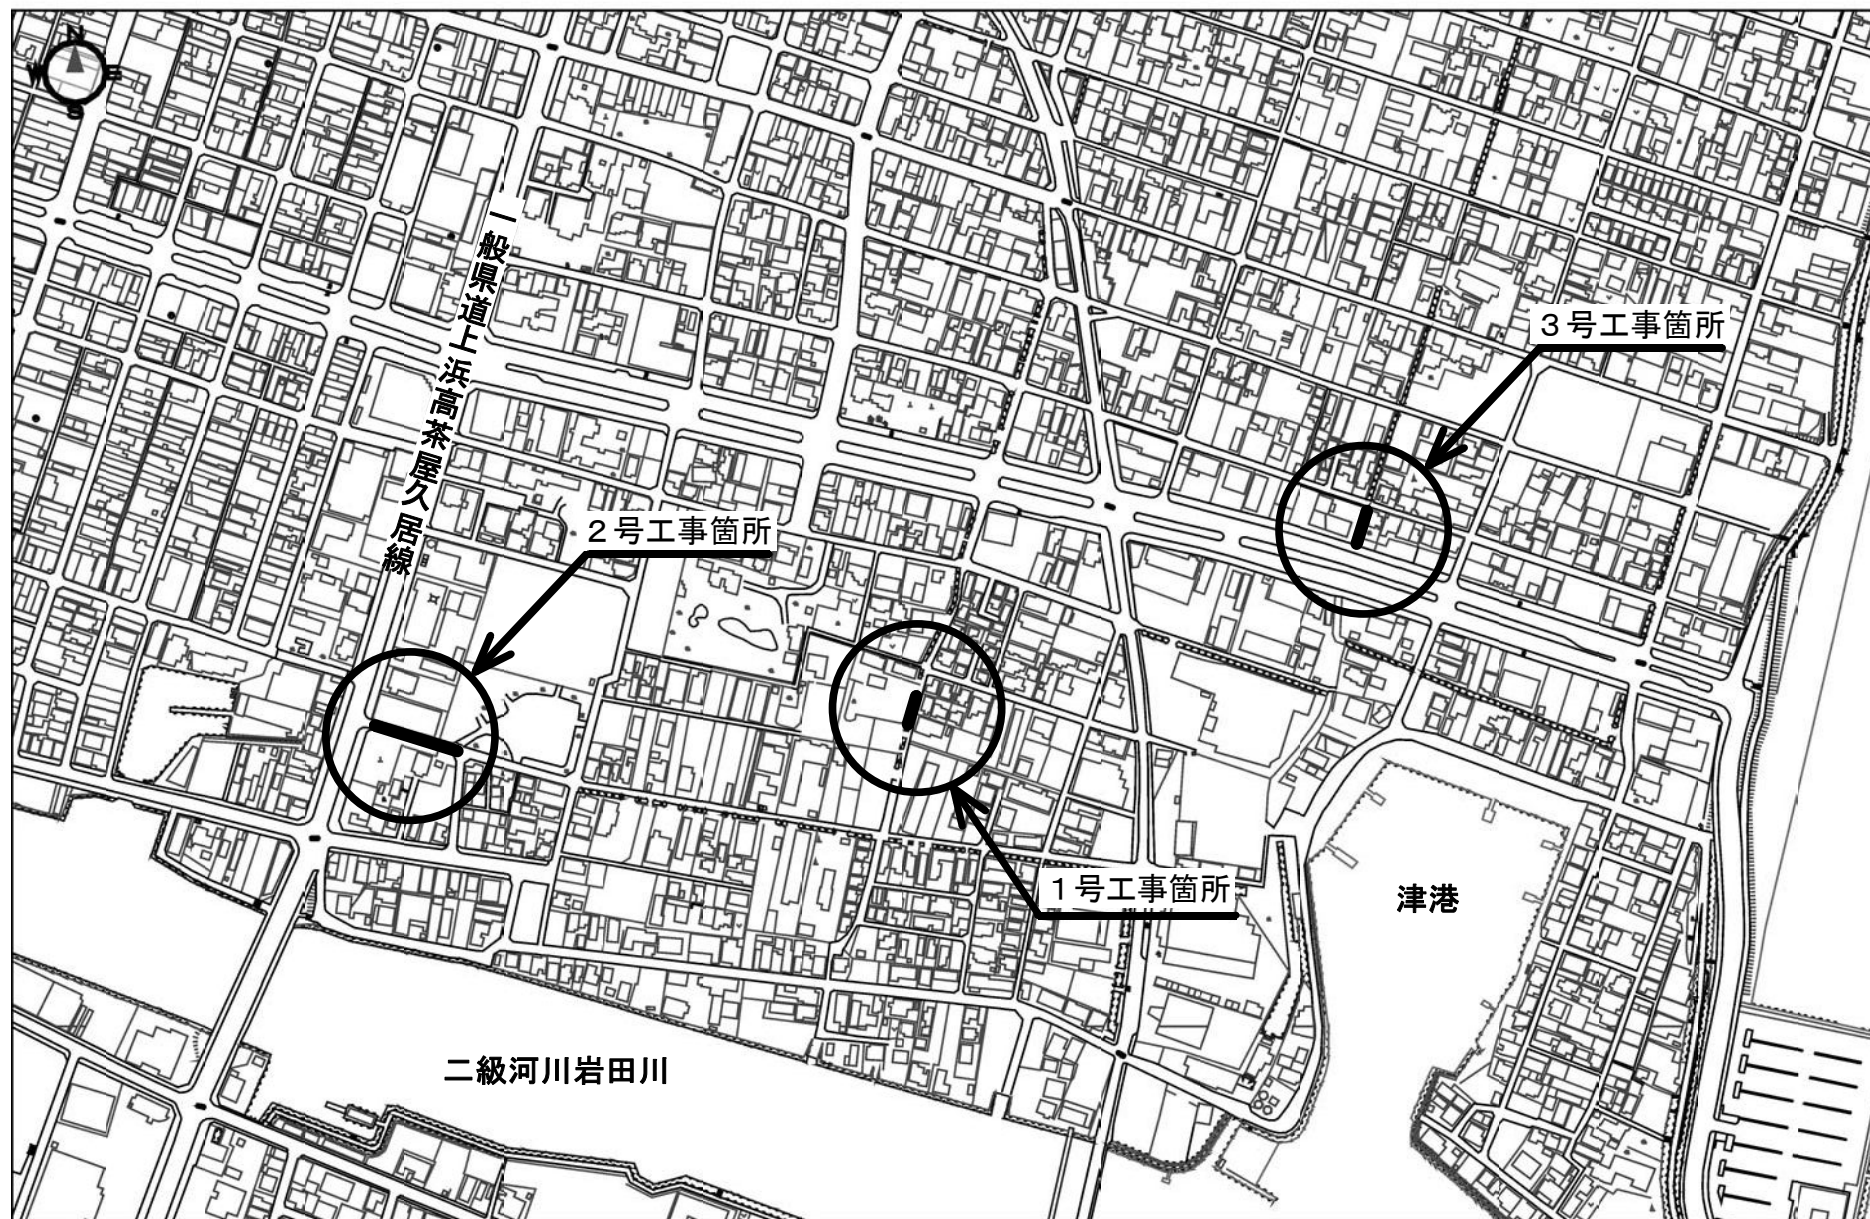 N
W E
S
一般県道上浜高茶屋久居線
3号工事箇所
2号工事箇所
1号工事箇所
津港
二級河川岩田川